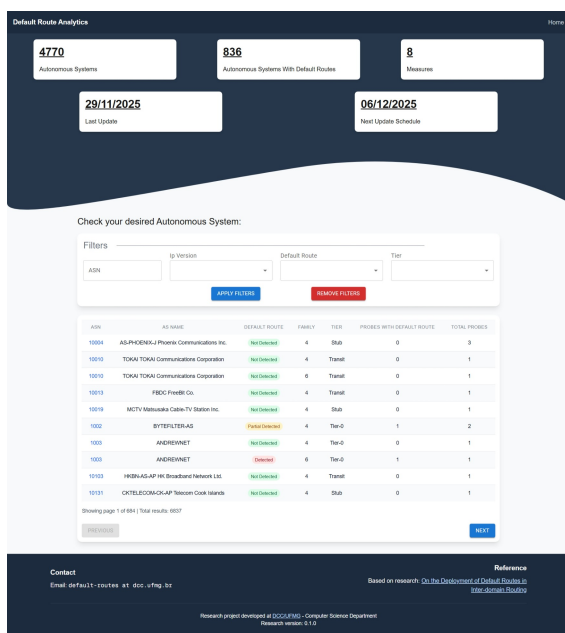 Default Route Analytics
Home
4770
Autonomous Systems
836
Autonomous Systems With Default Routes
8
Measures
29/11/2025
Last Update
06/12/2025
Next Update Schedule
Check your desired Autonomous System:
Filters
ASN
Ip Version
Default Route
Tier
APPLY FILTERS
REMOVE FILTERS
ASN AS NAME DEFAULT ROUTE FAMILY TIER PROBES WITH DEFAULT ROUTE TOTAL PROBES
10004 AS-PHOENIX-J Phoenix Communications Inc. Not Detected 4 Stub 0 3
10010 TOKAI TOKAI Communications Corporation Not Detected 4 Transit 0 1
10010 TOKAI TOKAI Communications Corporation Not Detected 6 Transit 0 1
10013 FBDC FreeBit Co. Not Detected 4 Transit 0 1
10019 MCTV Matsusaka Cable-TV Station Inc. Not Detected 4 Stub 0 1
1002 BYTEFILTER-AS Partial Detected 4 Tier-0 1 2
1003 ANDREWNET Not Detected 4 Tier-0 0 1
1003 ANDREWNET Detected 6 Tier-0 1 1
10103 HKBN-AS-AP HK Broadband Network Ltd. Not Detected 4 Transit 0 1
10131 CKTELECOM-CK-AP Telecom Cook Islands Not Detected 4 Stub 0 1
Showing page 1 of 684 | Total results: 6837
PREVIOUS
NEXT
Contact
Email: default-routes at dcc.ufmg.br
Reference
Based on research: On the Deployment of Default Routes in
Inter-domain Routing
Research project developed at DCC/UFMG - Computer Science Department
Research version: 0.1.0